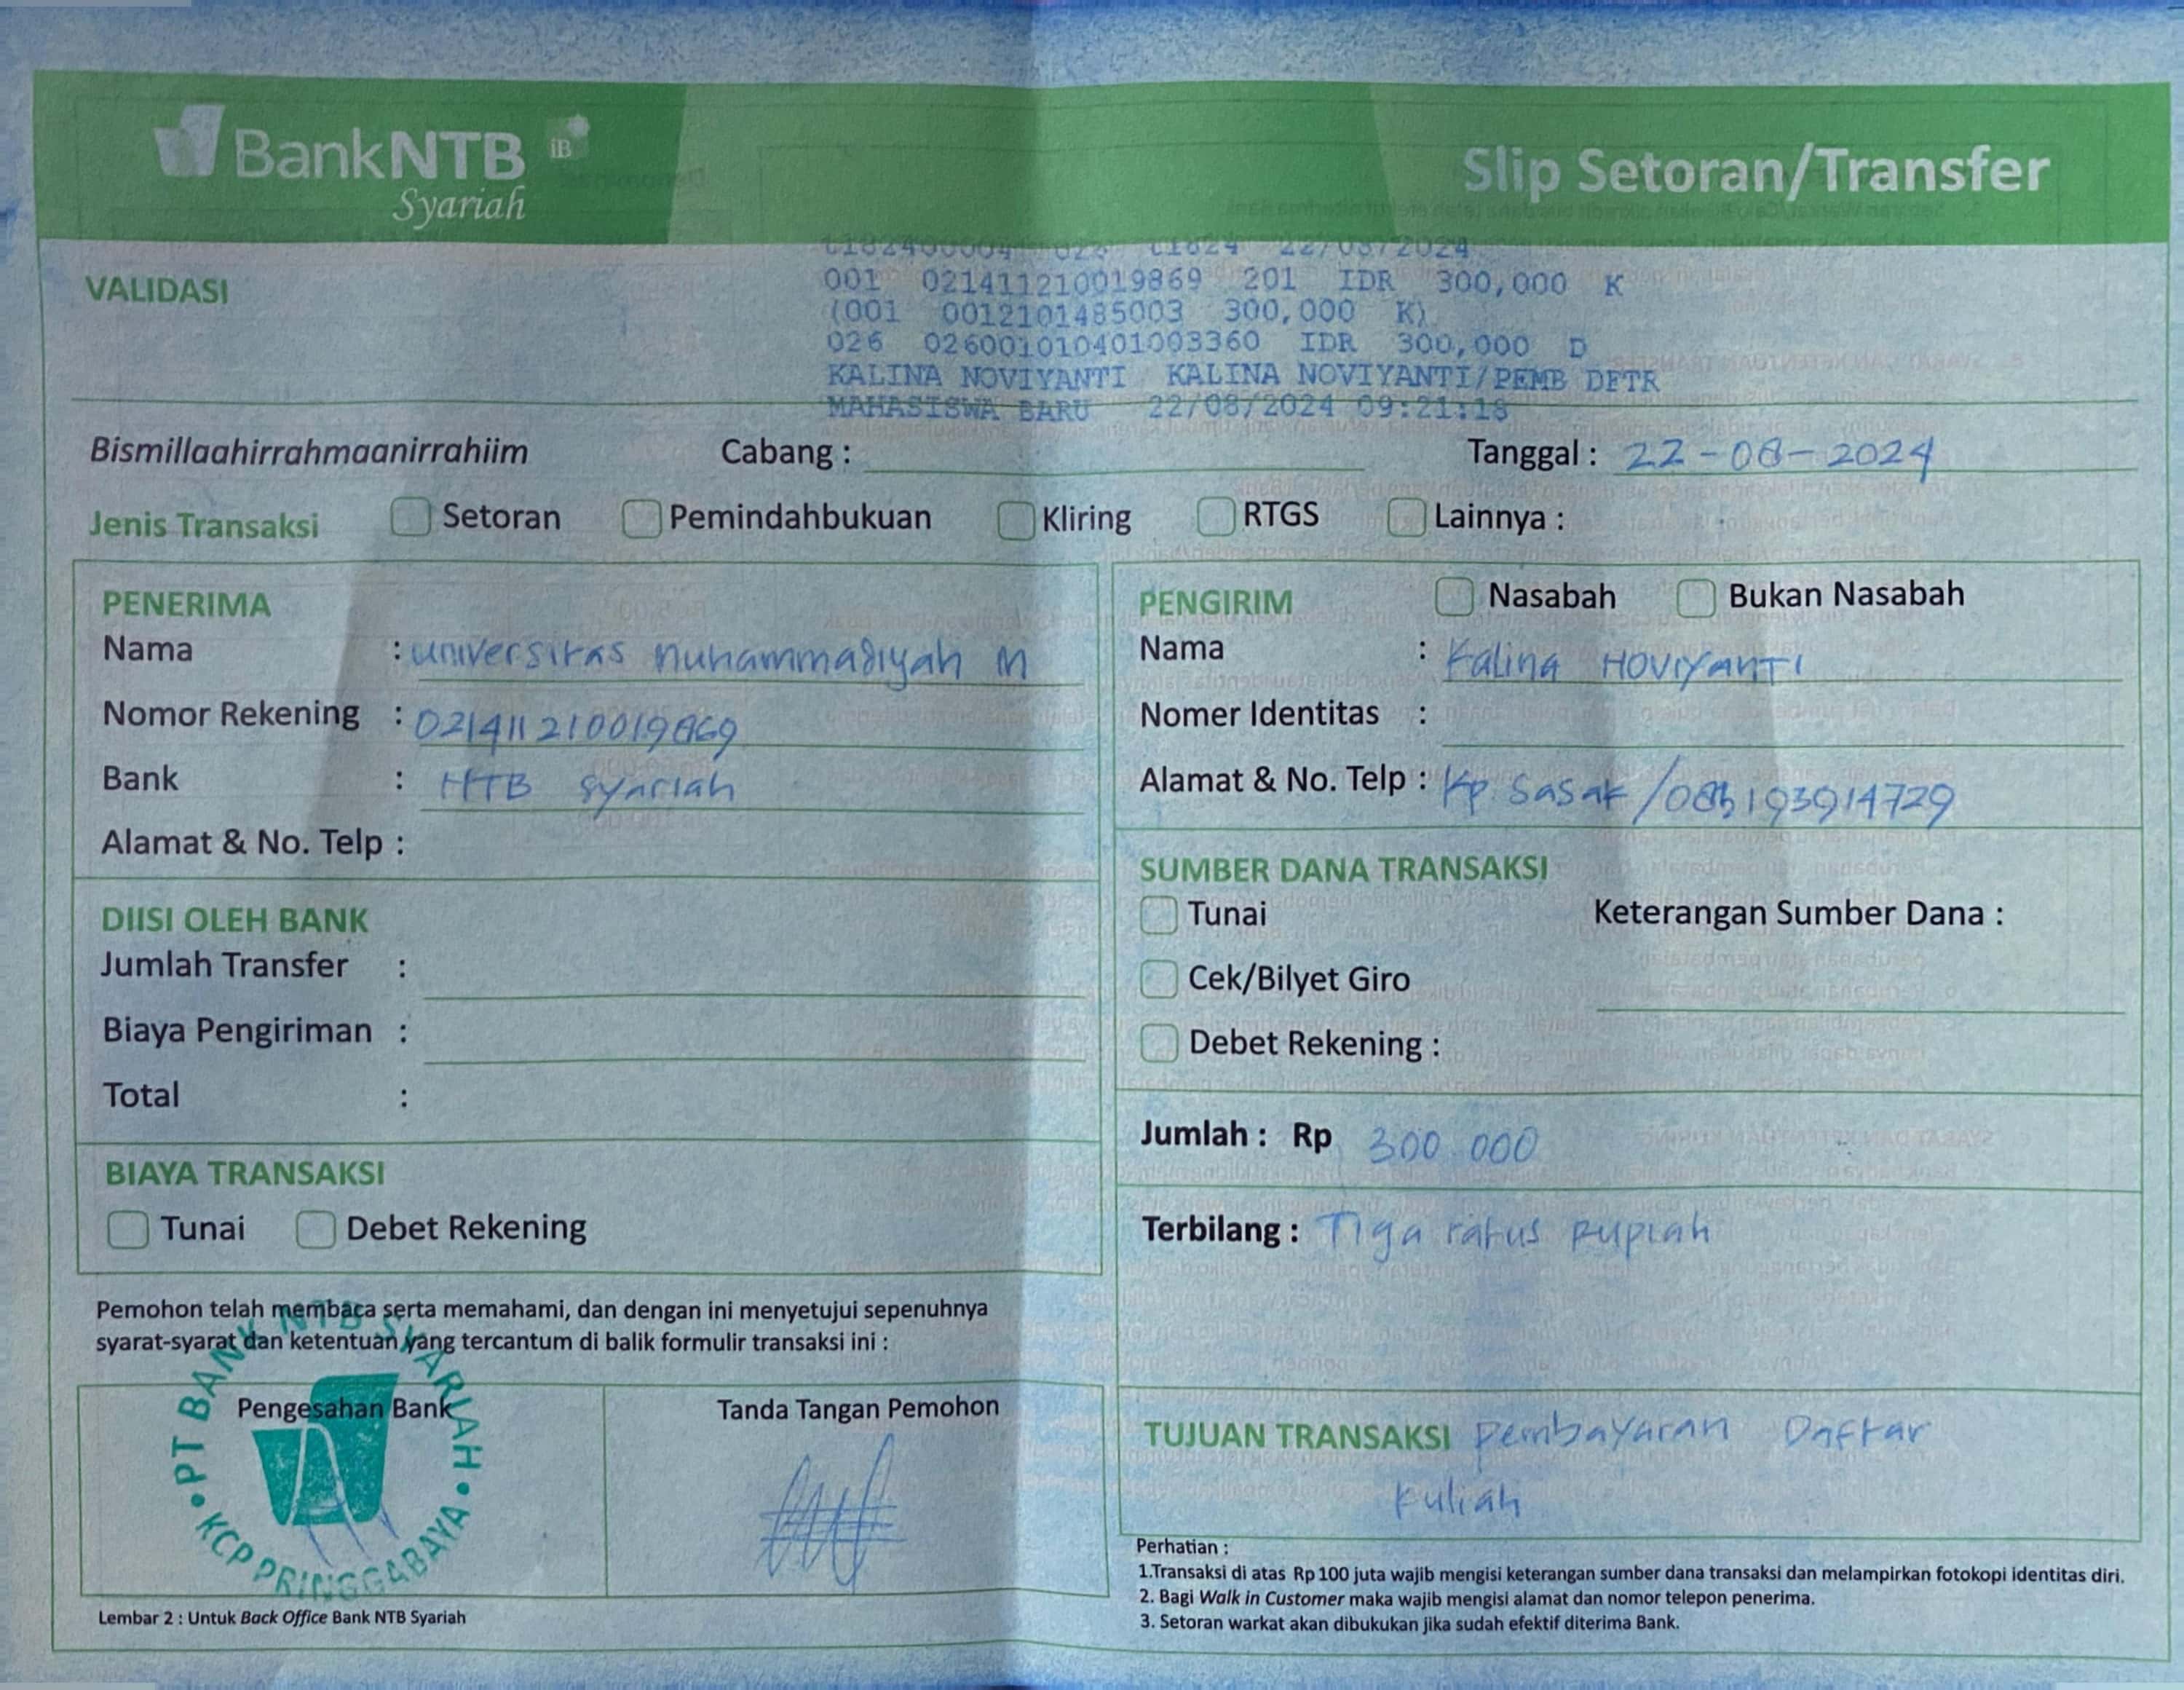 BankNTB iB
Syariah
Slip Setoran/Transfer
VALIDASI
22/08/2024
001 021411210019869 201 IDR 300,000 K
(001 0012101485003 300,000 K)
026 026001010401003360 IDR 300,000 D
KALINA NOVIYANTI KALINA NOVIYANTI/PEMB DFTR
MAHASISWA BARU 22/08/2024 09:21:18
Bismillaahirrahmaanirrahiim Cabang : Tanggal : 22-08-2024
Jenis Transaksi Setoran Pemindahbukuan Kliring RTGS Lainnya :
PENERIMA
Nama : universitas muhammadiyah M
Nomor Rekening : 021411210019869
Bank : NTB syariah
Alamat & No. Telp :
DIISI OLEH BANK
Jumlah Transfer :
Biaya Pengiriman :
Total :
BIAYA TRANSAKSI
Tunai Debet Rekening
Pemohon telah membaca serta memahami, dan dengan ini menyetujui sepenuhnya
syarat-syarat dan ketentuan yang tercantum di balik formulir transaksi ini :
Pengesahan Bank
Tanda Tangan Pemohon
PT BANK NTB SYARIAH
KCP PRINGGABAYA
Lembar 2 : Untuk Back Office Bank NTB Syariah
PENGIRIM Nasabah Bukan Nasabah
Nama : Kalina NOVIYANTI
Nomer Identitas :
Alamat & No. Telp : Kp. Sasak /
SUMBER DANA TRANSAKSI
Tunai Keterangan Sumber Dana :
Cek/Bilyet Giro
Debet Rekening :
Jumlah : Rp 300.000
Terbilang : Tiga ratus rupiah
TUJUAN TRANSAKSI Pembayaran Daftar
kuliah
Perhatian :
1.Transaksi di atas Rp 100 juta wajib mengisi keterangan sumber dana transaksi dan melampirkan fotokopi identitas diri.
2. Bagi Walk in Customer maka wajib mengisi alamat dan nomor telepon penerima.
3. Setoran warkat akan dibukukan jika sudah efektif diterima Bank.